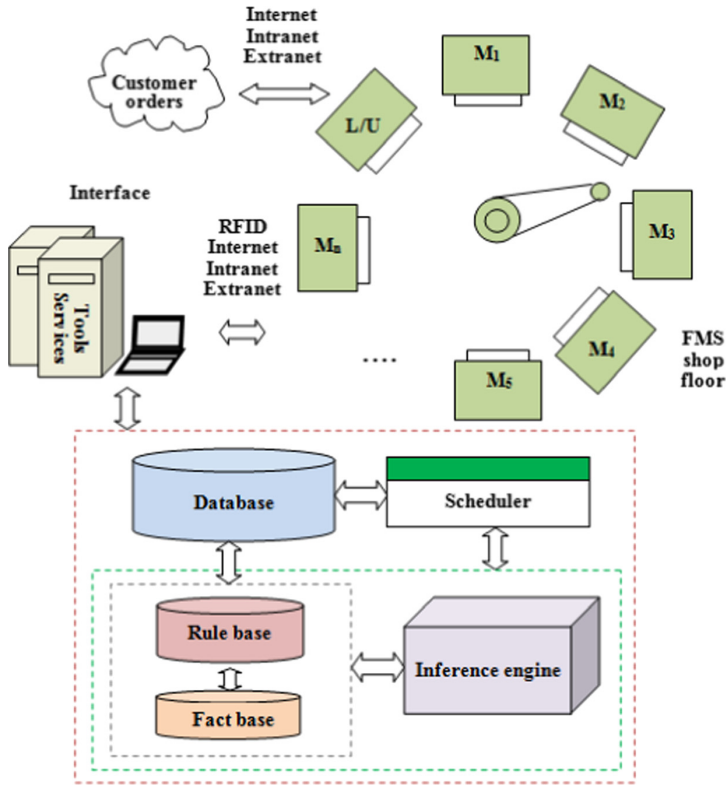 Internet
Intranet
Extranet
Customer
orders
L/U
M1
M2
Interface
RFID
Internet
Intranet
Extranet
Mn
M3
Tools
Services
....
M4
M5
FMS
shop
floor
Database
Scheduler
Rule base
Fact base
Inference engine